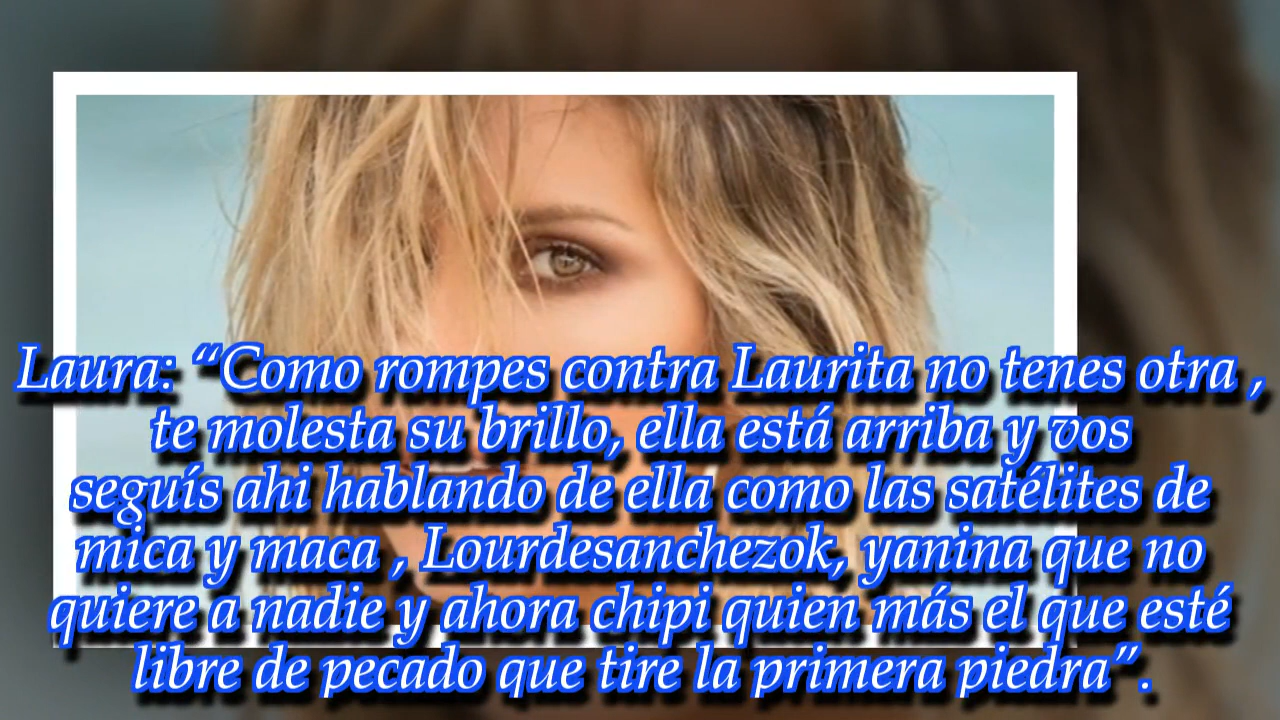 Laura: “Como rompes contra Laurita no tenes otra ,
te molesta su brillo, ella está arriba y vos
seguís ahi hablando de ella como las satélites de
mica y maca , Lourdesanchezok, yanina que no
quiere a nadie y ahora chipi quien más el que esté
libre de pecado que tire la primera piedra”.